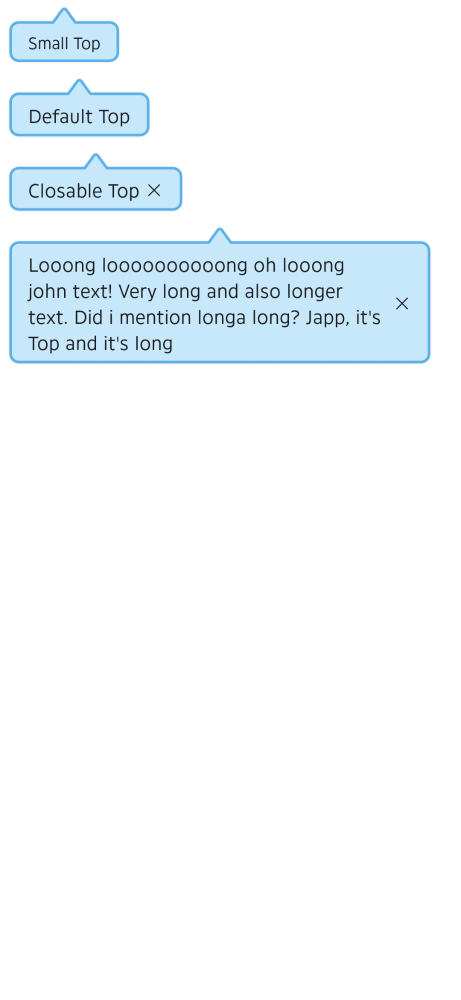 Small Top
Default Top
Closable Top
Looong loooooooooong oh looong
john text! Very long and also longer
text. Did i mention longa long? Japp, it's
Top and it's long